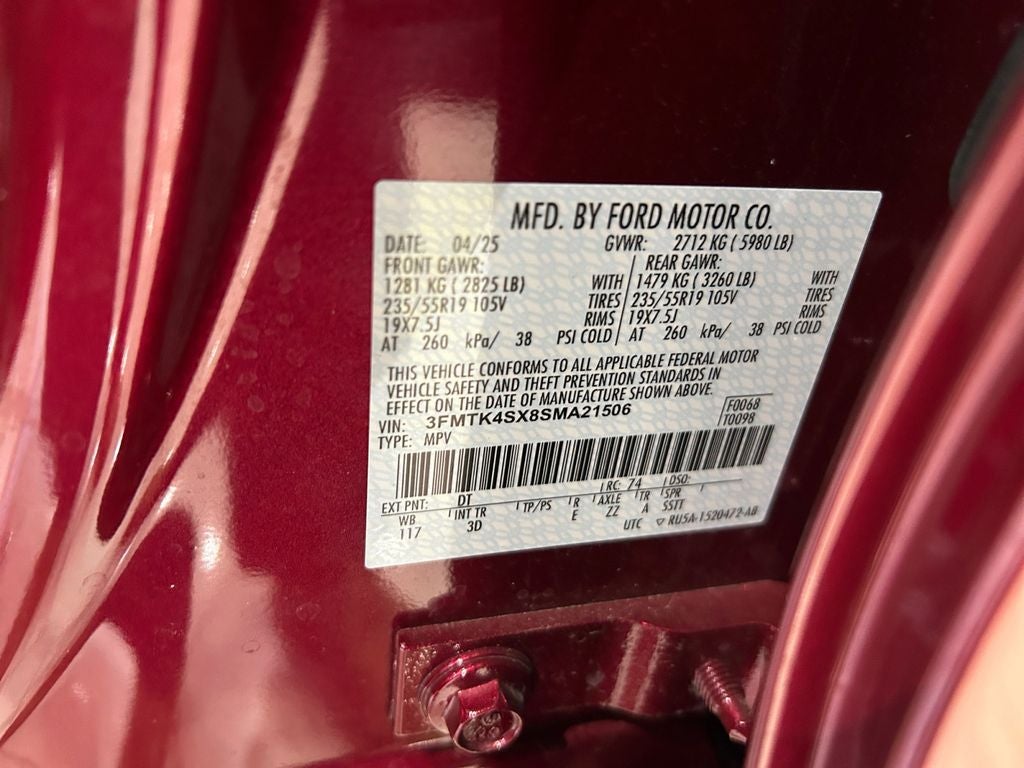 MFD. BY FORD MOTOR CO.
DATE: 04/25 GVWR: 2712 KG ( 5980 LB)
FRONT GAWR: REAR GAWR:
1281 KG ( 2825 LB) WITH 1479 KG ( 3260 LB) WITH
235/55R19 105V TIRES 235/55R19 105V TIRES
19X7.5J RIMS 19X7.5J RIMS
AT 260 kPa/ 38 PSI COLD AT 260 kPa/ 38 PSI COLD
THIS VEHICLE CONFORMS TO ALL APPLICABLE FEDERAL MOTOR
VEHICLE SAFETY AND THEFT PREVENTION STANDARDS IN
EFFECT ON THE DATE OF MANUFACTURE SHOWN ABOVE.
VIN: 3FMTK4SX8SMA21506 F0068
TYPE: MPV T0098
EXT PNT: DT RC: 74 DSO:
WB INT TR TP/PS R AXLE TR SPR
117 3D E ZZ A SSTT
UTC ▽ RU5A-1520472-AB